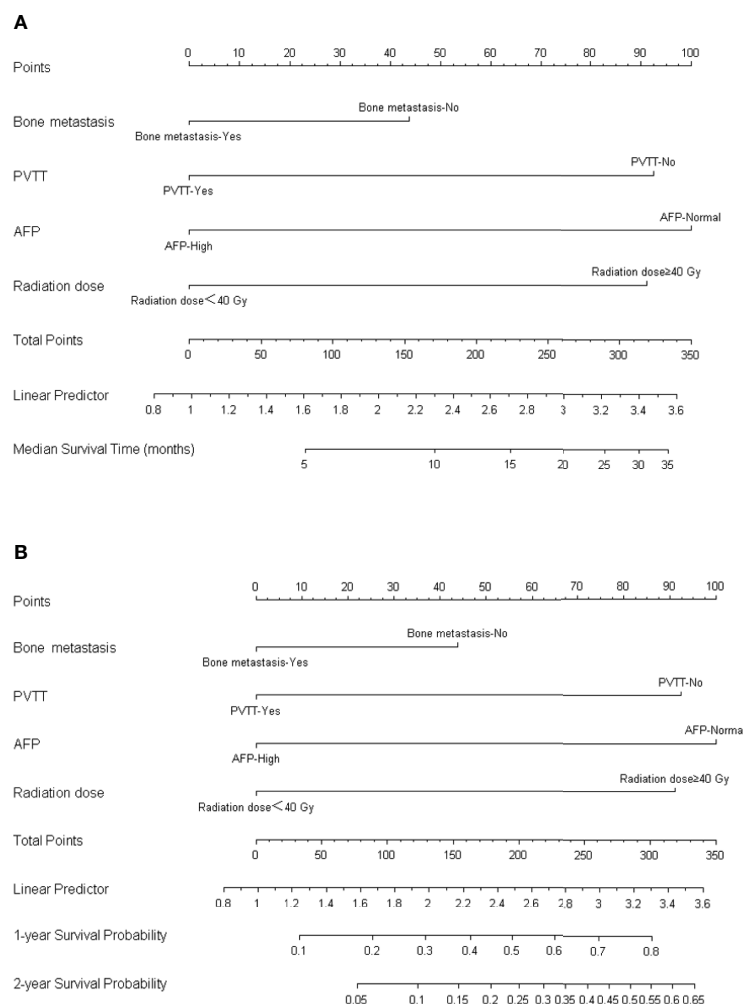 A
Points
0 10 20 30 40 50 60 70 80 90 100
Bone metastasis
Bone metastasis-No
Bone metastasis-Yes
PVTT
PVTT-No
PVTT-Yes
AFP
AFP-Normal
AFP-High
Radiation dose
Radiation dose≥40 Gy
Radiation dose<40 Gy
Total Points
0 50 100 150 200 250 300 350
Linear Predictor
0.8 1 1.2 1.4 1.6 1.8 2 2.2 2.4 2.6 2.8 3 3.2 3.4 3.6
Median Survival Time (months)
5 10 15 20 25 30 35
B
Points
0 10 20 30 40 50 60 70 80 90 100
Bone metastasis
Bone metastasis-No
Bone metastasis-Yes
PVTT
PVTT-No
PVTT-Yes
AFP
AFP-Norma
AFP-High
Radiation dose
Radiation dose≥40 Gy
Radiation dose<40 Gy
Total Points
0 50 100 150 200 250 300 350
Linear Predictor
0.8 1 1.2 1.4 1.6 1.8 2 2.2 2.4 2.6 2.8 3 3.2 3.4 3.6
1-year Survival Probability
0.1 0.2 0.3 0.4 0.5 0.6 0.7 0.8
2-year Survival Probability
0.05 0.1 0.15 0.2 0.25 0.3 0.35 0.4 0.45 0.5 0.55 0.6 0.65